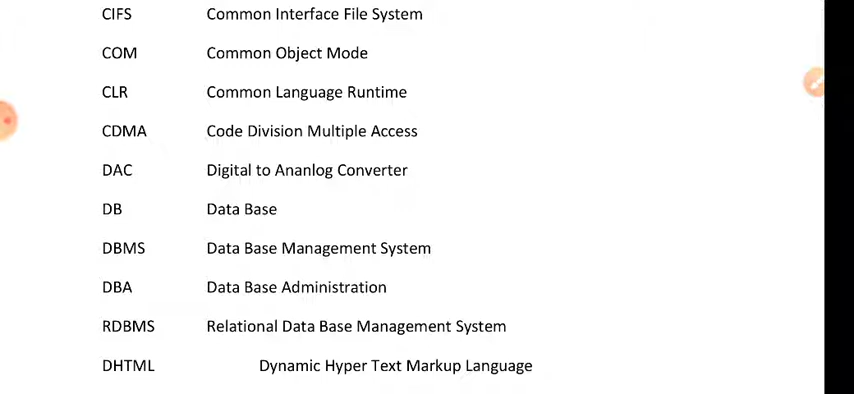 CIFS Common Interface File System
COM Common Object Mode
CLR Common Language Runtime
CDMA Code Division Multiple Access
DAC Digital to Ananlog Converter
DB Data Base
DBMS Data Base Management System
DBA Data Base Administration
RDBMS Relational Data Base Management System
DHTML Dynamic Hyper Text Markup Language